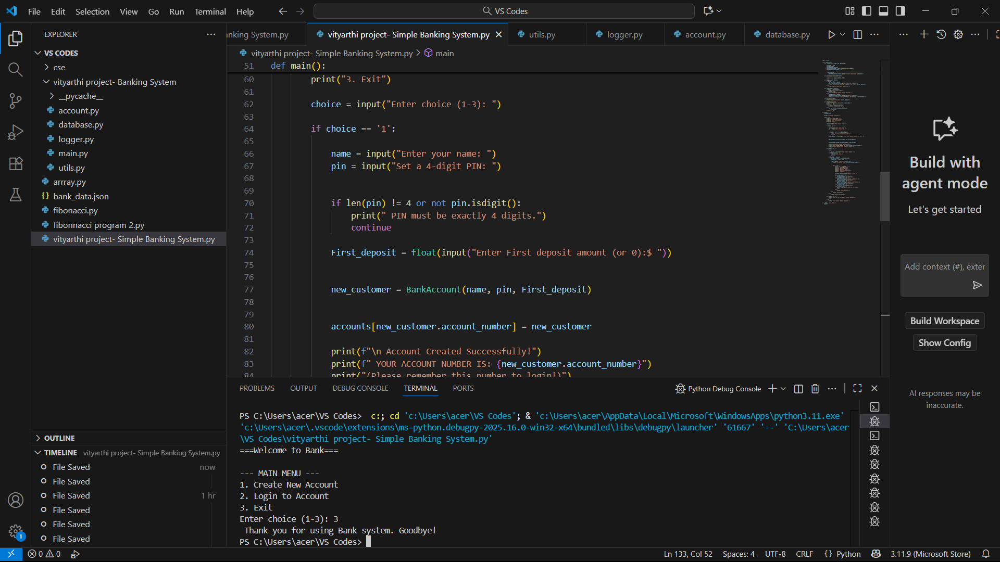 File Edit Selection View Go Run Terminal Help
VS Codes
EXPLORER
VS CODES
cse
vityarthi project- Banking System
__pycache__
account.py
database.py
logger.py
main.py
utils.py
arrray.py
{} bank_data.json
fibonacci.py
fibonnacci program 2.py
vityarthi project- Simple Banking System.py
OUTLINE
TIMELINE vityarthi project- Simple Banking System.py
File Saved now
File Saved
File Saved 1 hr
File Saved
File Saved
File Saved
1
nking System.py vityarthi project- Simple Banking System.py utils.py logger.py account.py database.py
vityarthi project- Simple Banking System.py > main
51 def main():
60 print("3. Exit")
61
62 choice = input("Enter choice (1-3): ")
63
64 if choice == '1':
65
66 name = input("Enter your name: ")
67 pin = input("Set a 4-digit PIN: ")
68
69
70 if len(pin) != 4 or not pin.isdigit():
71 print(" PIN must be exactly 4 digits.")
72 continue
73
74 First_deposit = float(input("Enter First deposit amount (or 0):$ "))
75
76
77 new_customer = BankAccount(name, pin, First_deposit)
78
79
80 accounts[new_customer.account_number] = new_customer
81
82 print(f"\n Account Created Successfully!")
83 print(f" YOUR ACCOUNT NUMBER IS: {new_customer.account_number}")
84 print("(Please remember this number to login!)")
PROBLEMS OUTPUT DEBUG CONSOLE TERMINAL PORTS
Python Debug Console
PS C:\Users\acer\VS Codes>  c:; cd 'c:\Users\acer\VS Codes'; & 'c:\Users\acer\AppData\Local\Microsoft\WindowsApps\python3.11.exe'
'c:\Users\acer\.vscode\extensions\ms-python.debugpy-2025.16.0-win32-x64\bundled\libs\debugpy\launcher' '61667' '--' 'C:\Users\acer
\VS Codes\vityarthi project- Simple Banking System.py'
===Welcome to Bank===
--- MAIN MENU ---
1. Create New Account
2. Login to Account
3. Exit
Enter choice (1-3): 3
Thank you for using Bank system. Goodbye!
PS C:\Users\acer\VS Codes>
Build with
agent mode
Let's get started
Add context (#), exter
Build Workspace
Show Config
AI responses may be
inaccurate.
0 0 Ln 133, Col 52 Spaces: 4 UTF-8 CRLF {} Python 3.11.9 (Microsoft Store)